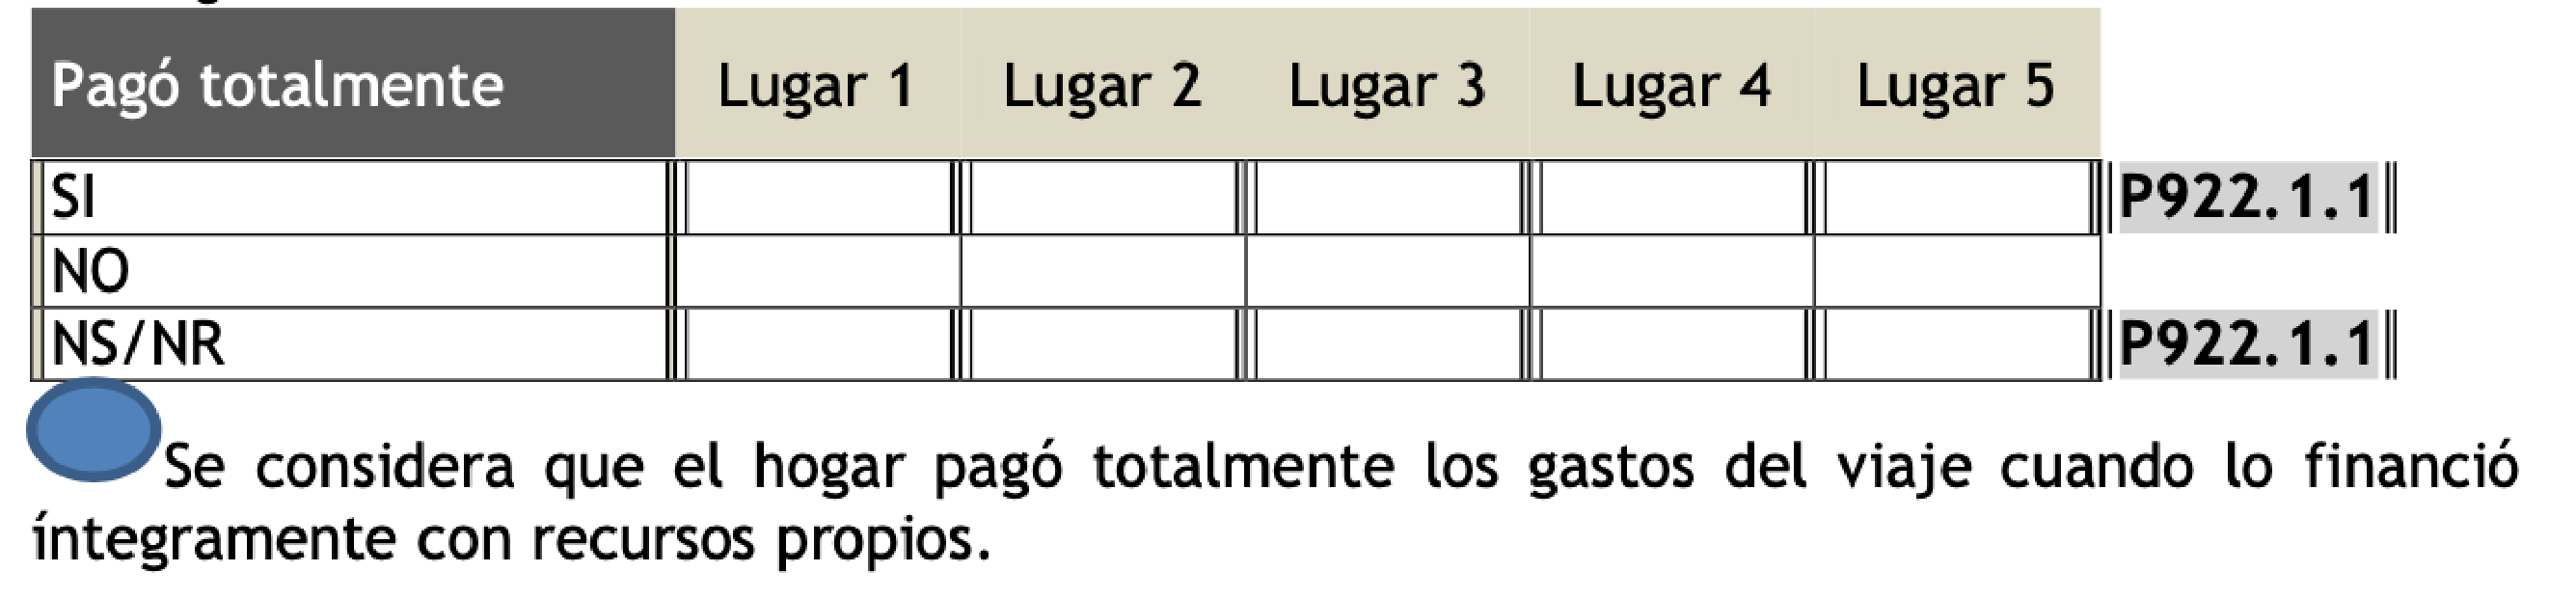 Pagó totalmente Lugar 1 Lugar 2 Lugar 3 Lugar 4 Lugar 5
SI P922.1.1
NO
NS/NR P922.1.1
Se considera que el hogar pagó totalmente los gastos del viaje cuando lo financió
íntegramente con recursos propios.